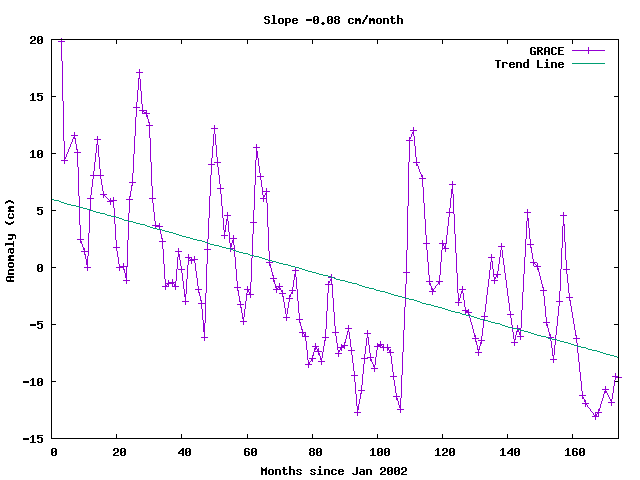 Slope -0.08 cm/month
GRACE
Trend Line
20
15
10
5
0
-5
-10
-15
Anomaly (cm)
0 20 40 60 80 100 120 140 160
Months since Jan 2002